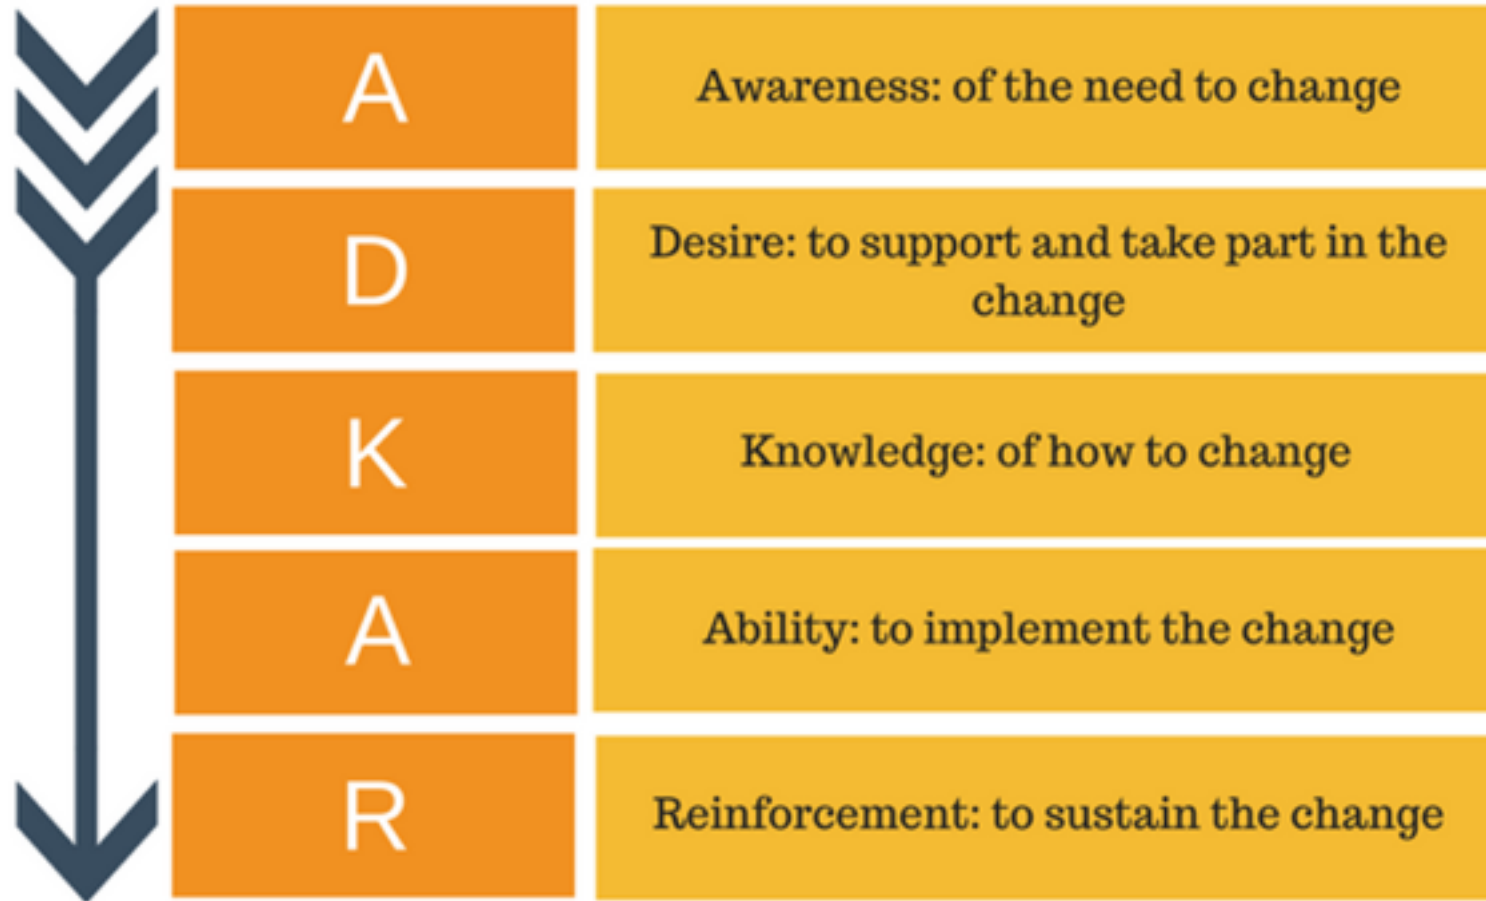 A
Awareness: of the need to change
D
Desire: to support and take part in the
change
K
Knowledge: of how to change
A
Ability: to implement the change
R
Reinforcement: to sustain the change